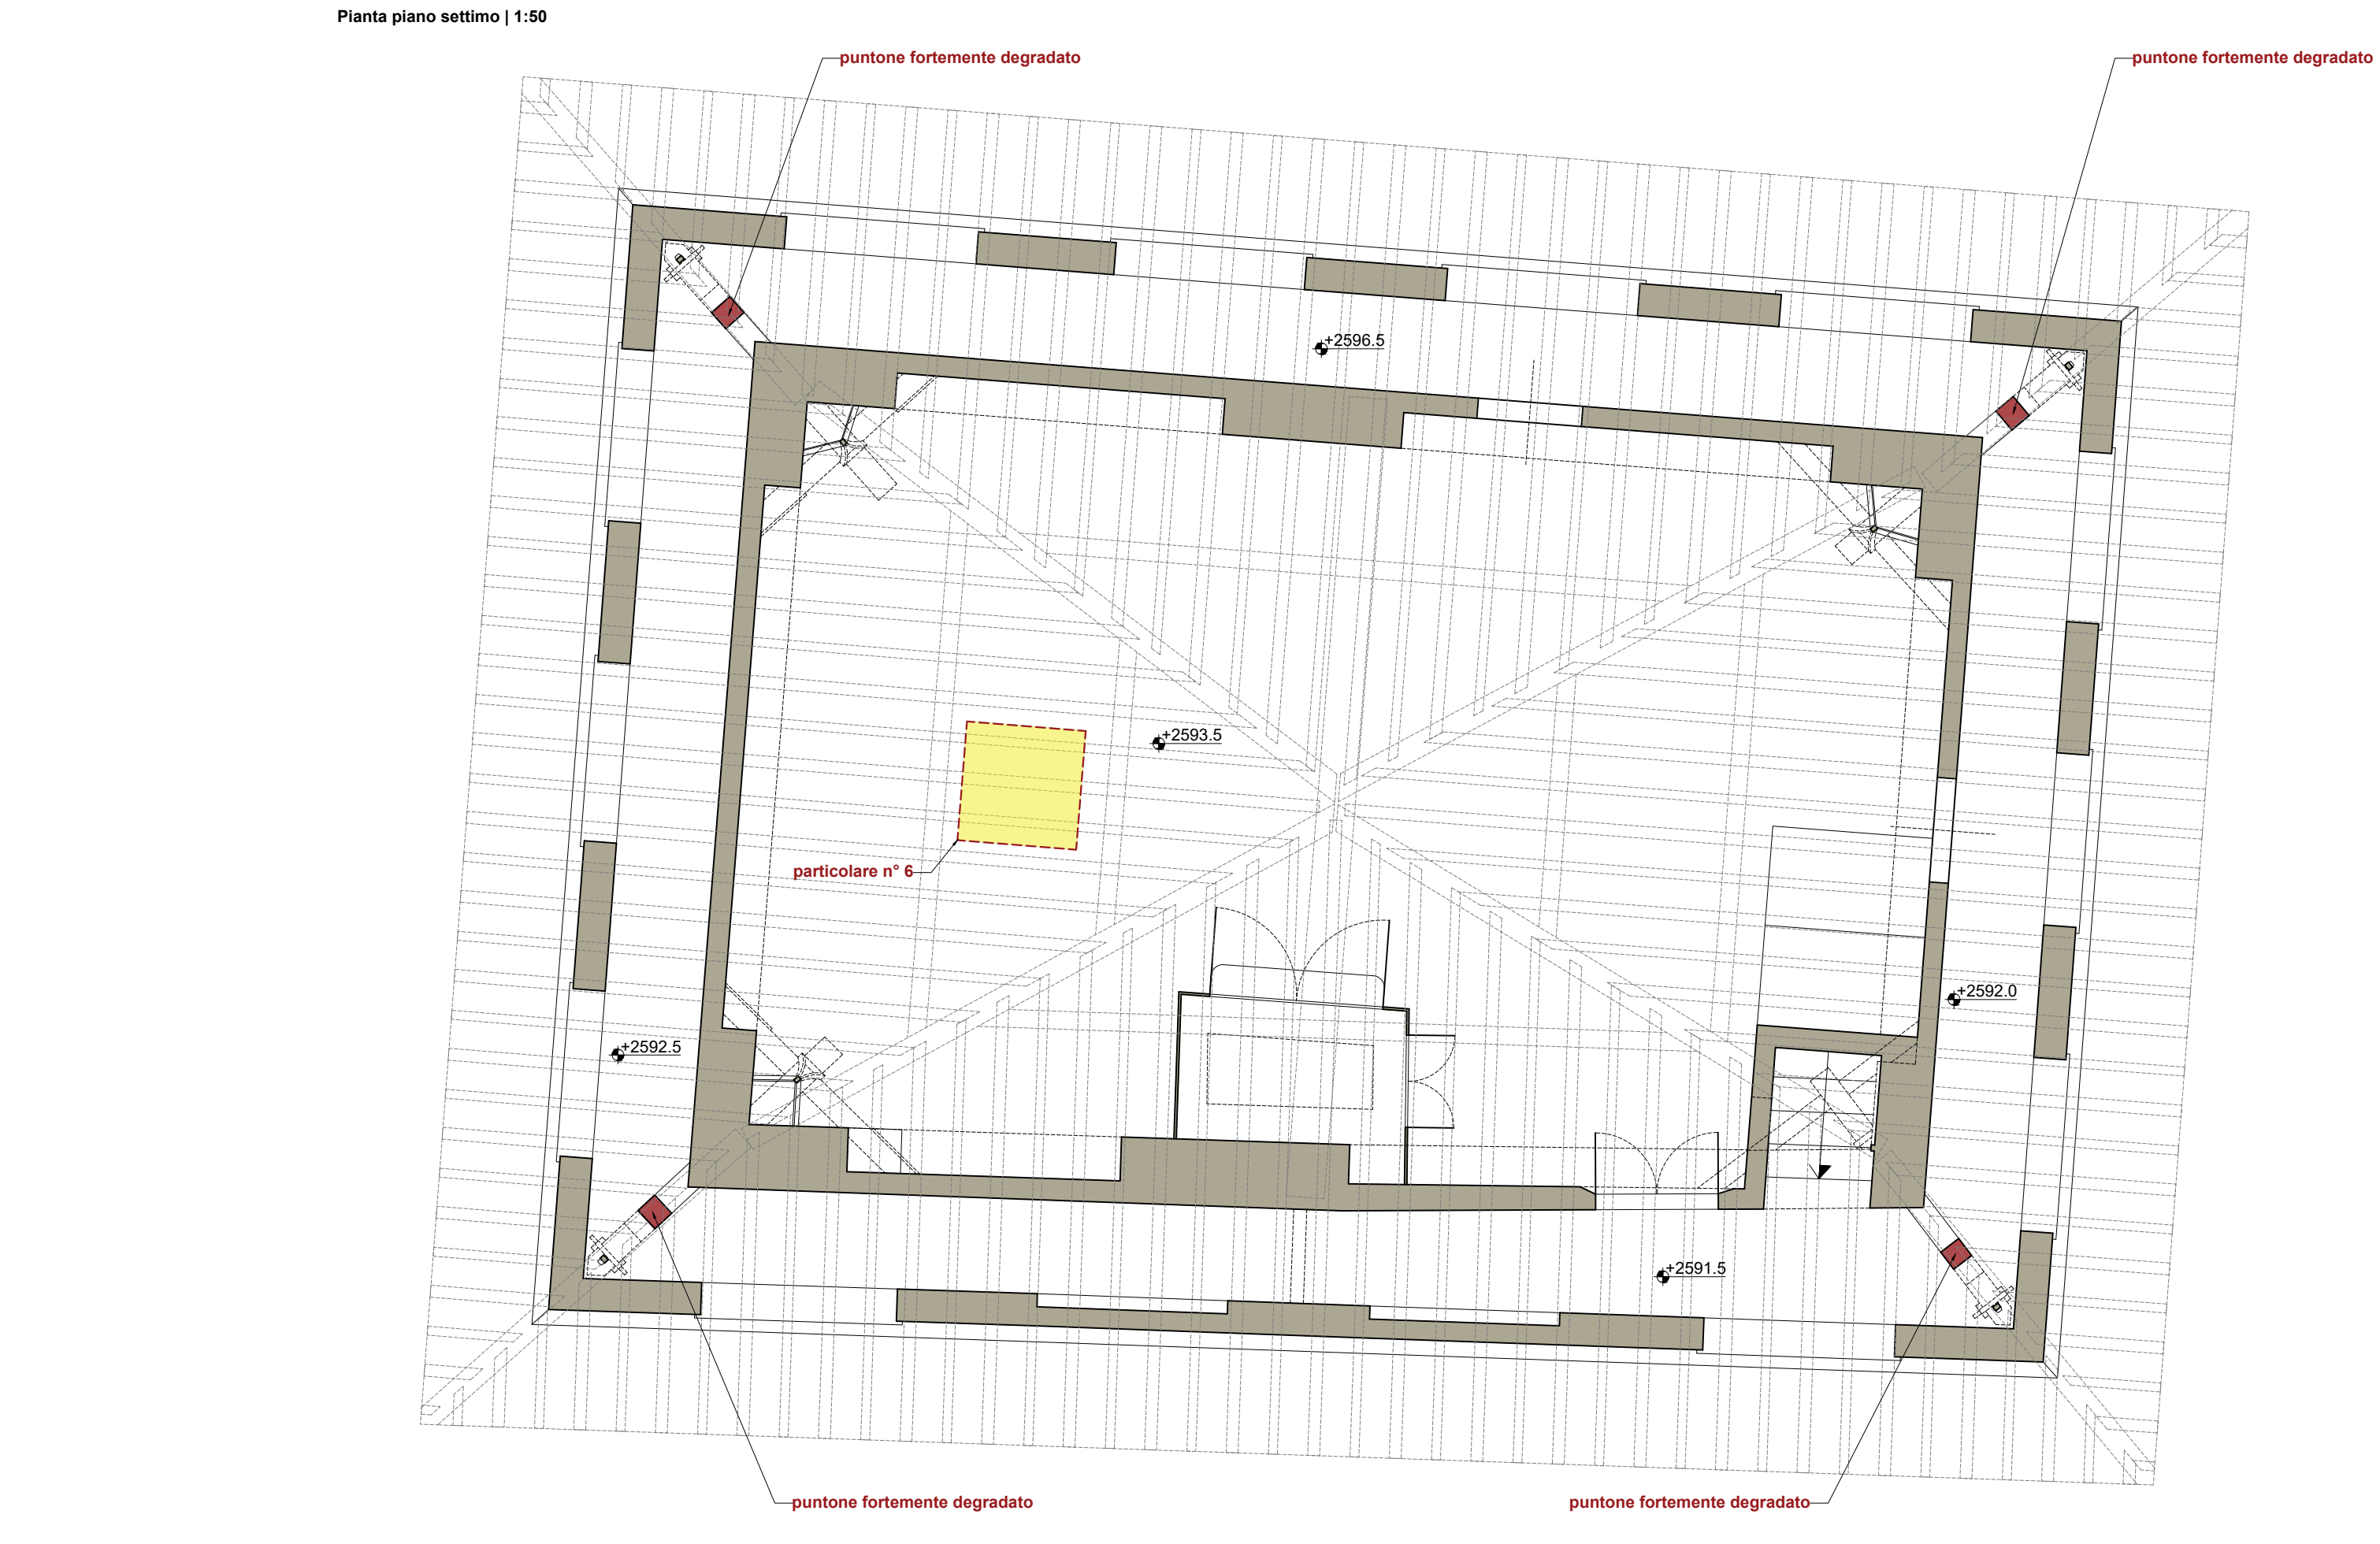 Pianta piano settimo | 1:50
puntone fortemente degradato
puntone fortemente degradato
+2596.5
+2593.5
particolare n° 6
+2592.0
+2592.5
+2591.5
puntone fortemente degradato
puntone fortemente degradato